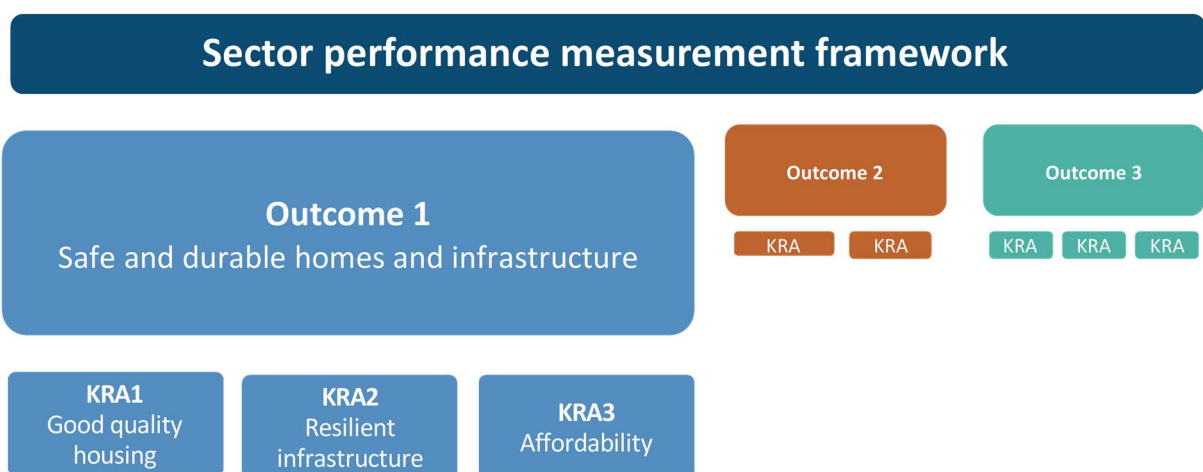 Sector performance measurement framework
Outcome 1
Safe and durable homes and infrastructure
Outcome 2
KRA
KRA
Outcome 3
KRA
KRA
KRA
KRA1
Good quality
housing
KRA2
Resilient
infrastructure
KRA3
Affordability